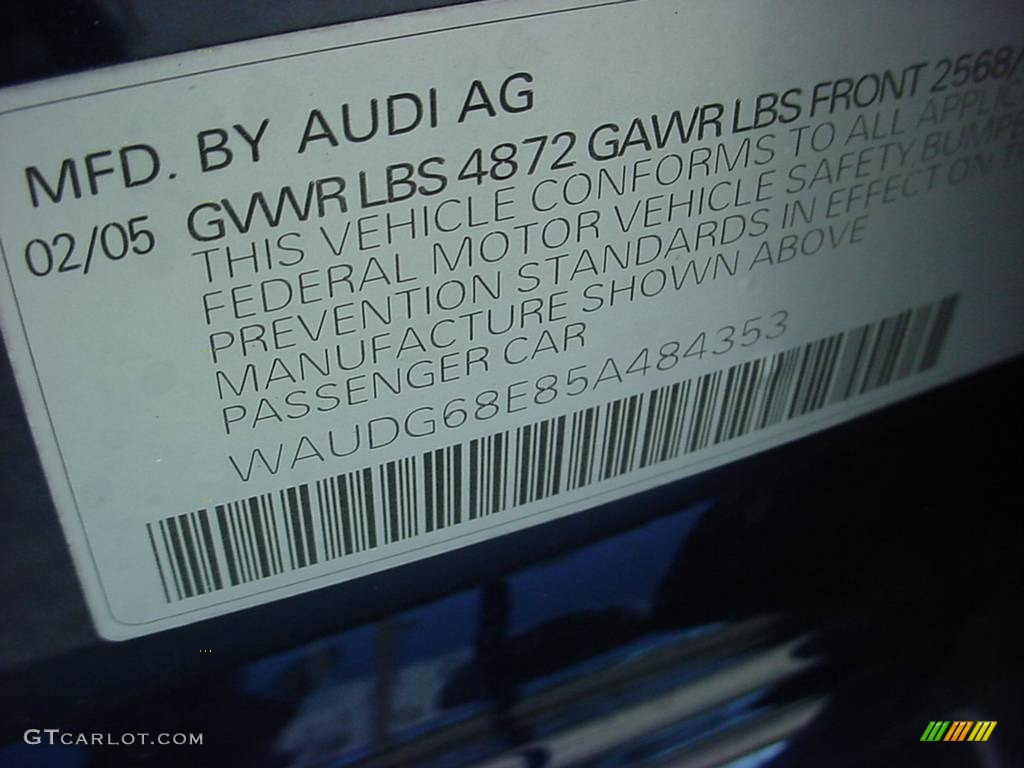 MFD. BY AUDI AG
02/05 GVWR LBS 4872 GAWR LBS FRONT 2568/
THIS VEHICLE CONFORMS TO ALL
FEDERAL MOTOR VEHICLE SAFETY
PREVENTION STANDARDS IN EFFECT ON
MANUFACTURE SHOWN ABOVE
PASSENGER CAR
WAUDG68E85A484353
GTCARLOT.COM